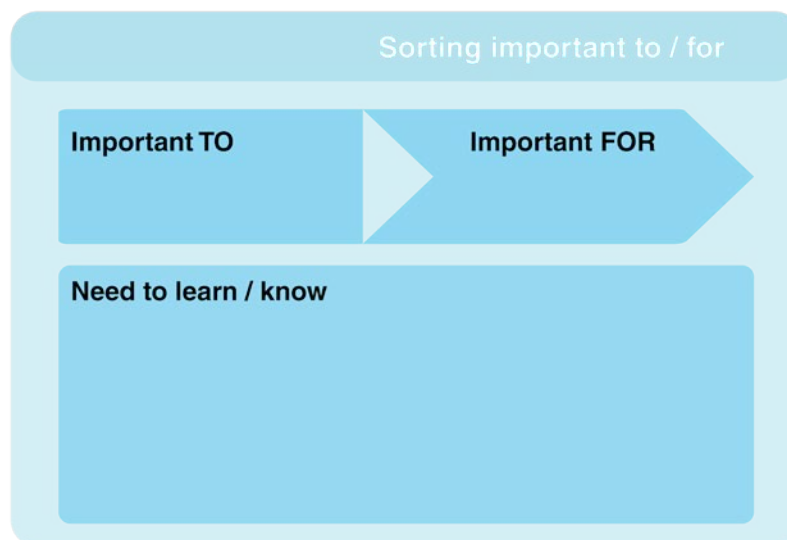 Sorting important to / for
Important TO
Important FOR
Need to learn / know